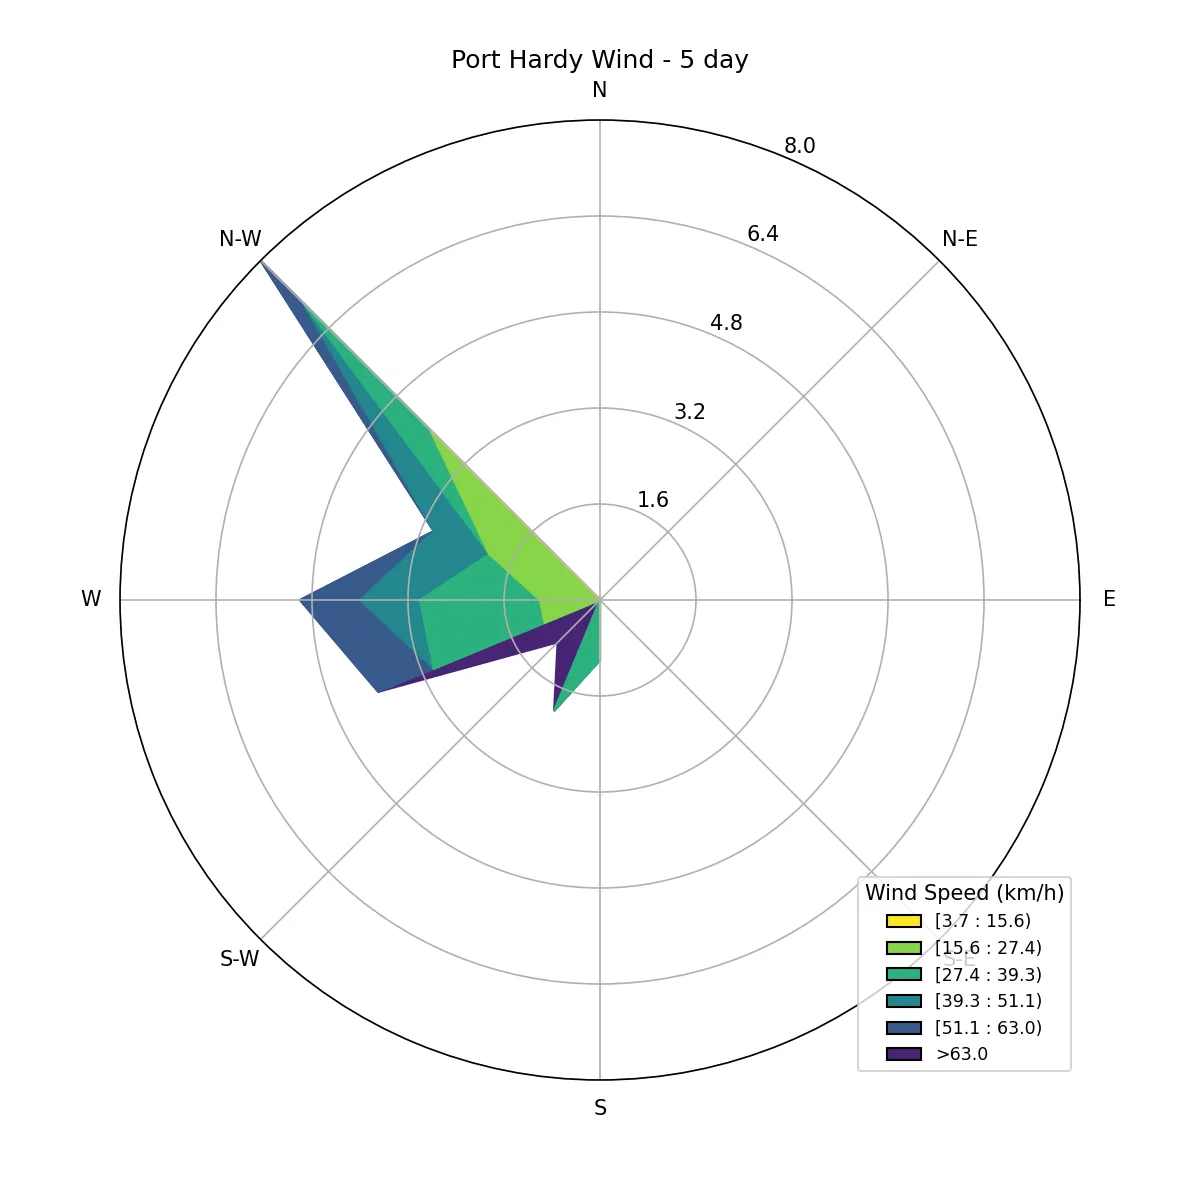 Port Hardy Wind - 5 day
N
8.0
N-W
N-E
6.4
4.8
3.2
1.6
W
E
Wind Speed (km/h)
[3.7 : 15.6)
[15.6 : 27.4)
[27.4 : 39.3)
[39.3 : 51.1)
[51.1 : 63.0)
>63.0
S-W
S-E
S